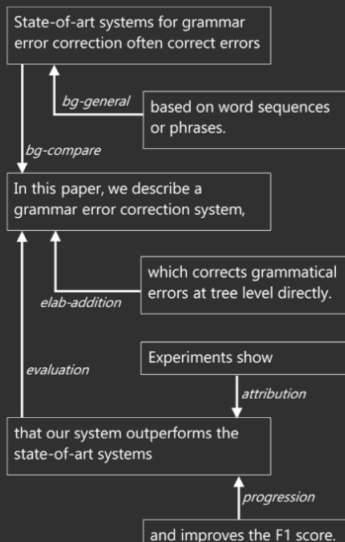 State-of-art systems for grammar
error correction often correct errors
bg-general
based on word sequences
or phrases.
bg-compare
In this paper, we describe a
grammar error correction system,
which corrects grammatical
errors at tree level directly.
elab-addition
Experiments show
evaluation
attribution
that our system outperforms the
state-of-art systems
progression
and improves the F1 score.